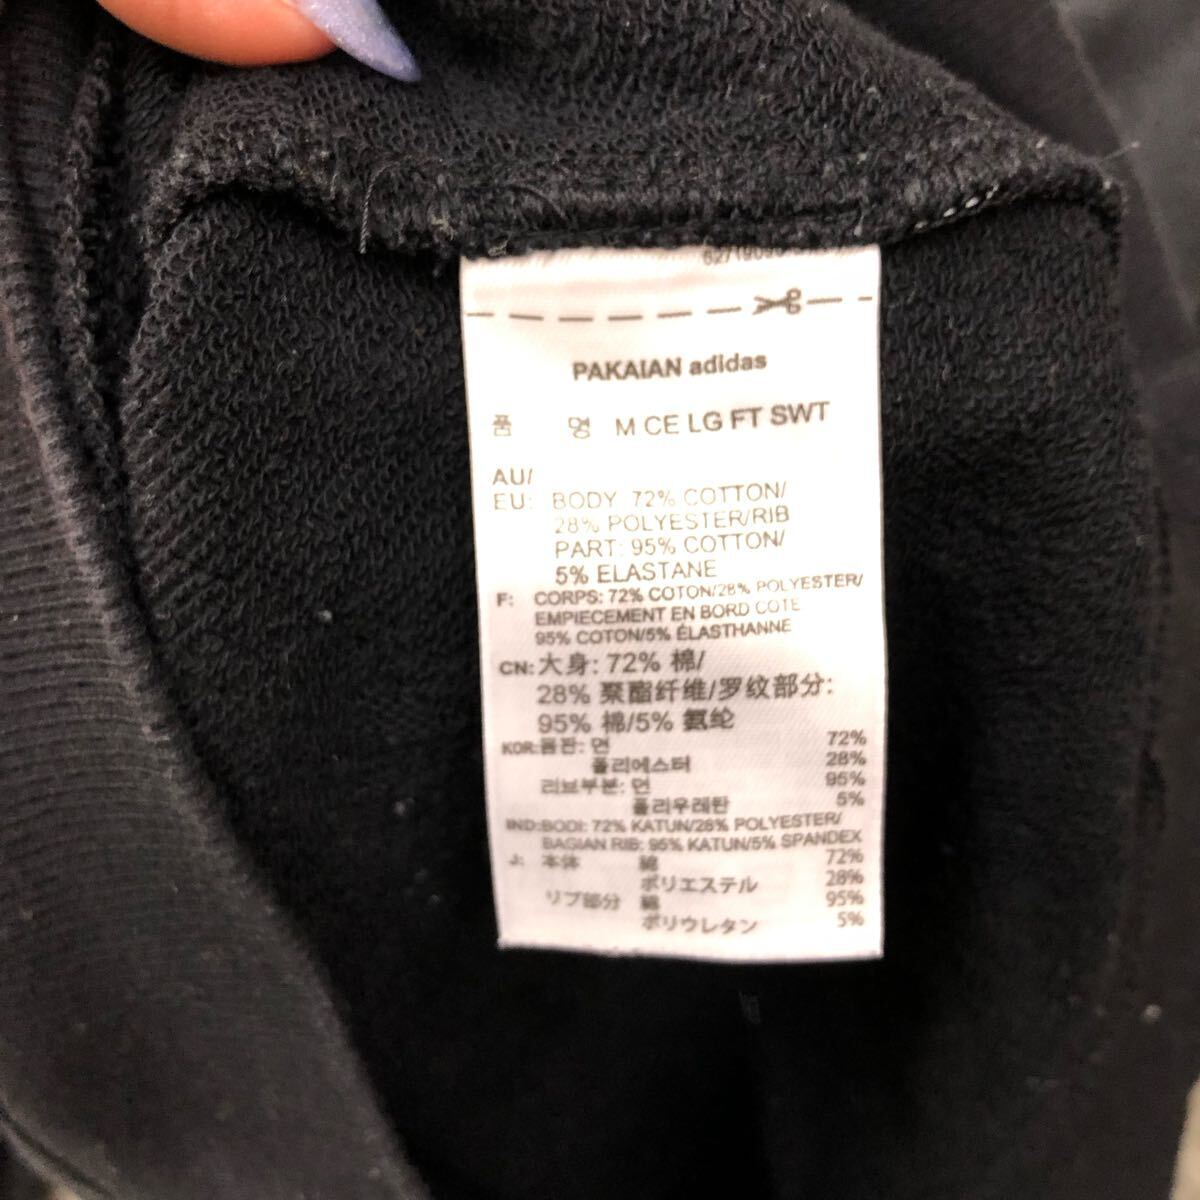 PAKAIAN adidas
품 명 M CE LG FT SWT
AU/
EU: BODY 72% COTTON/
28% POLYESTER/RIB
PART: 95% COTTON/
5% ELASTANE
F: CORPS: 72% COTON/28% POLYESTER/
EMPIECEMENT EN BORD COTE
95% COTON/5% ÉLASTHANNE
CN: 大身: 72% 棉/
28% 聚酯纤维/罗纹部分:
95% 棉/5% 氨纶
KOR: 몸판: 면 72%
폴리에스터 28%
리브부분: 면 95%
폴리우레탄 5%
IND: BODI: 72% KATUN/28% POLYESTER/
BAGIAN RIB: 95% KATUN/5% SPANDEX
J: 本体 綿 72%
ポリエステル 28%
リブ部分 綿 95%
ポリウレタン 5%